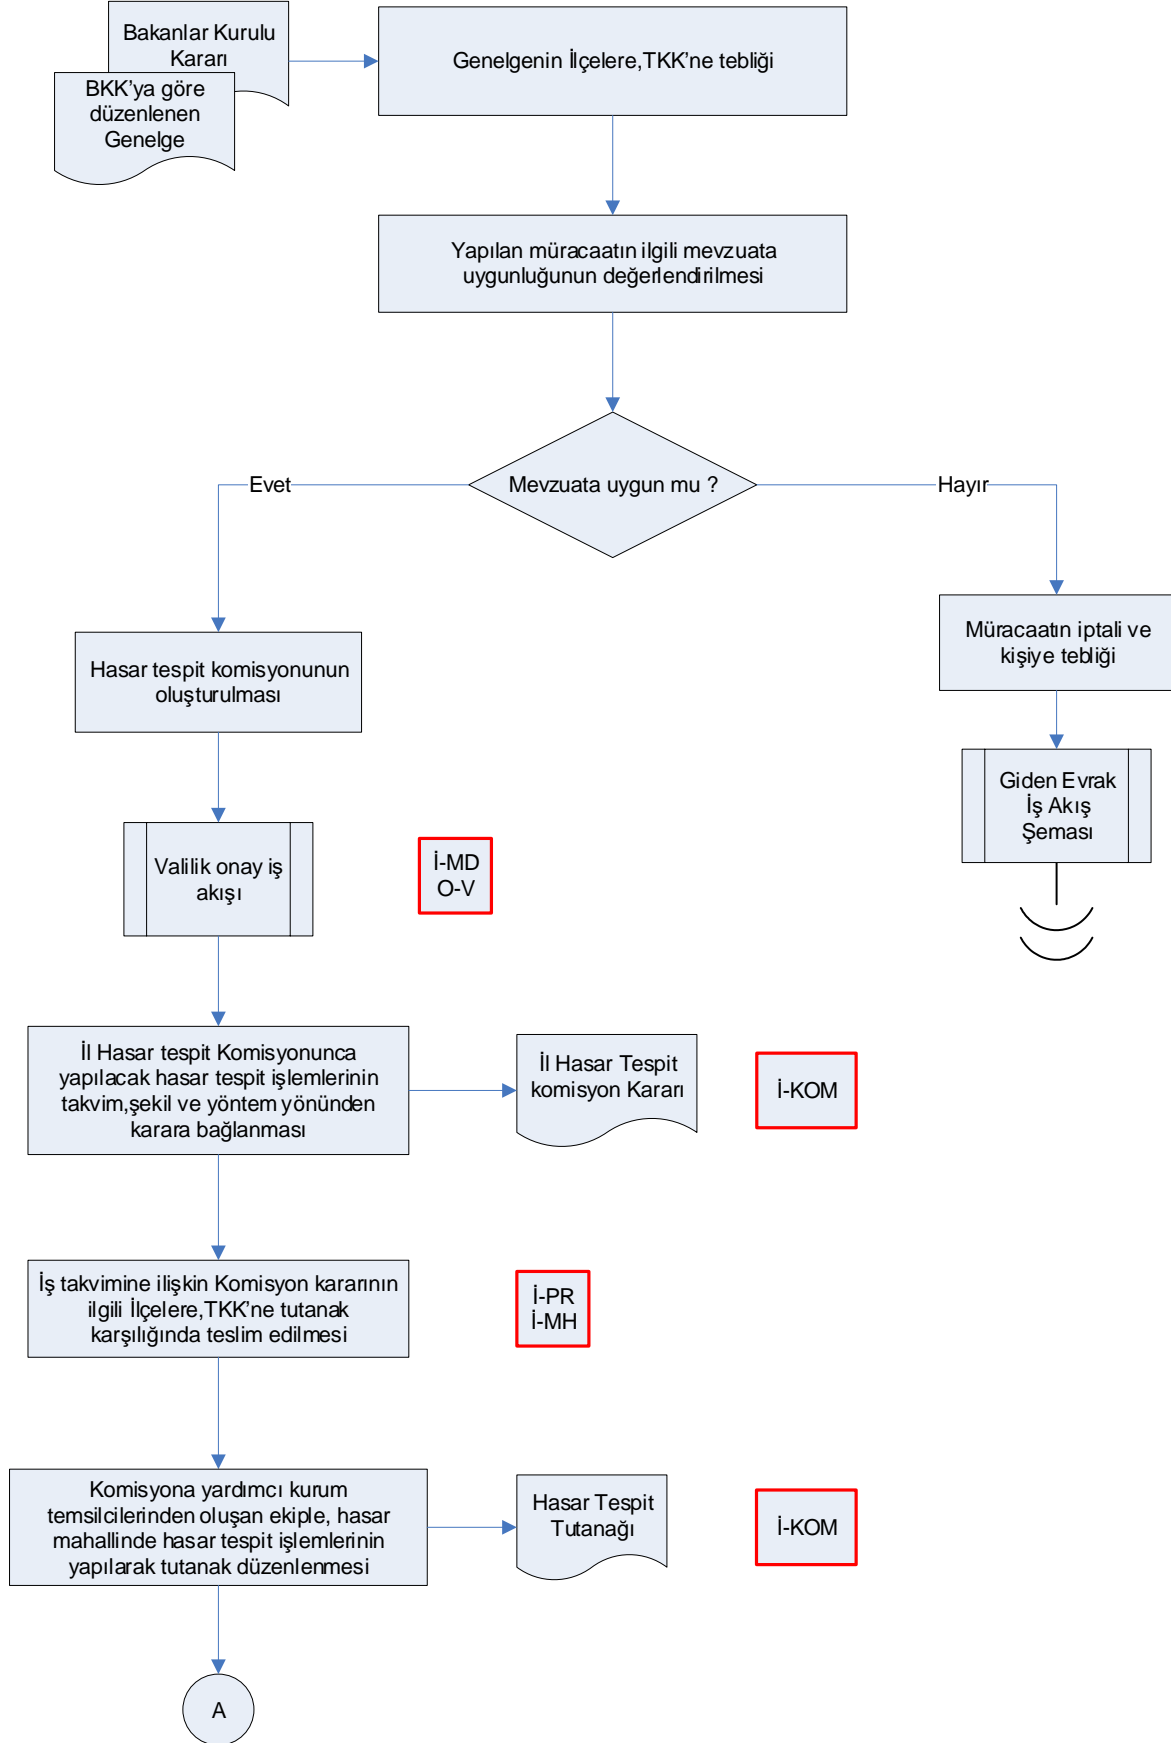 Bakanlar Kurulu
Kararı
BKK'ya göre
düzenlenen
Genelge
Genelgenin İlçelere,TKK'ne tebliği
Yapılan müracaatın ilgili mevzuata
uygunluğunun değerlendirilmesi
Mevzuata uygun mu ?
Evet
Hayır
Hasar tespit komisyonunun
oluşturulması
Müracaatın iptali ve
kişiye tebliği
Giden Evrak
İş Akış
Şeması
Valilik onay iş
akışı
İ-MD
O-V
İl Hasar tespit Komisyonunca
yapılacak hasar tespit işlemlerinin
takvim,şekil ve yöntem yönünden
karara bağlanması
İl Hasar Tespit
komisyon Kararı
İ-KOM
İş takvimine ilişkin Komisyon kararının
ilgili İlçelere,TKK'ne tutanak
karşılığında teslim edilmesi
İ-PR
İ-MH
Komisyona yardımcı kurum
temsilcilerinden oluşan ekiple, hasar
mahallinde hasar tespit işlemlerinin
yapılarak tutanak düzenlenmesi
Hasar Tespit
Tutanağı
İ-KOM
A